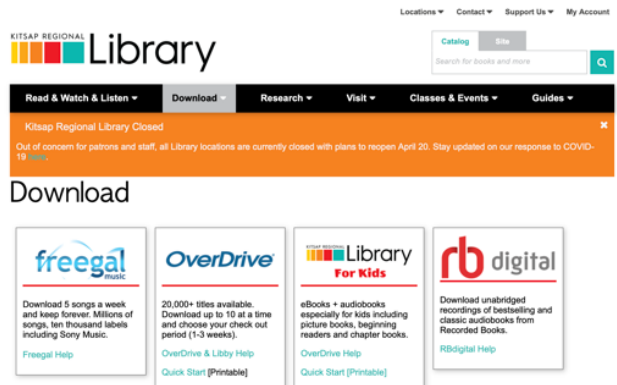 Locations Contact Support Us My Account
KITSAP REGIONAL
Library
Catalog Site
Search for books and more
Read & Watch & Listen Download Research Visit Classes & Events Guides
Kitsap Regional Library Closed
Out of concern for patrons and staff, all Library locations are currently closed with plans to reopen April 20. Stay updated on our response to COVID-
19 here.
Download
freegal
music
Download 5 songs a week
and keep forever. Millions of
songs, ten thousand labels
including Sony Music.
Freegal Help
OverDrive
20,000+ titles available.
Download up to 10 at a time
and choose your check out
period (1-3 weeks).
OverDrive & Libby Help
Quick Start [Printable]
KITSAP REGIONAL
Library
For Kids
eBooks + audiobooks
especially for kids including
picture books, beginning
readers and chapter books.
OverDrive Help
Quick Start [Printable]
rb digital
Download unabridged
recordings of bestselling and
classic audiobooks from
Recorded Books.
RBdigital Help